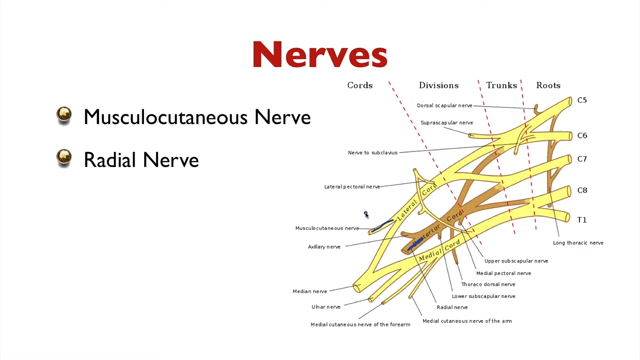 Nerves
Musculocutaneous Nerve
Radial Nerve
Cords
Divisions
Trunks
Roots
Dorsal scapular nerve
C5
Suprascapular nerve
C6
Nerve to subclavius
C7
Lateral pectoral nerve
C8
Lateral Cord
T1
Musculocutaneous nerve
Posterior Cord
Axillary nerve
Medial Cord
Long thoracic nerve
Upper subscapular nerve
Medial pectoral nerve
Thoraco dorsal nerve
Median nerve
Lower subscapular nerve
Ulnar nerve
Radial nerve
Medial cutaneous nerve of the forearm
Medial cutaneous nerve of the arm